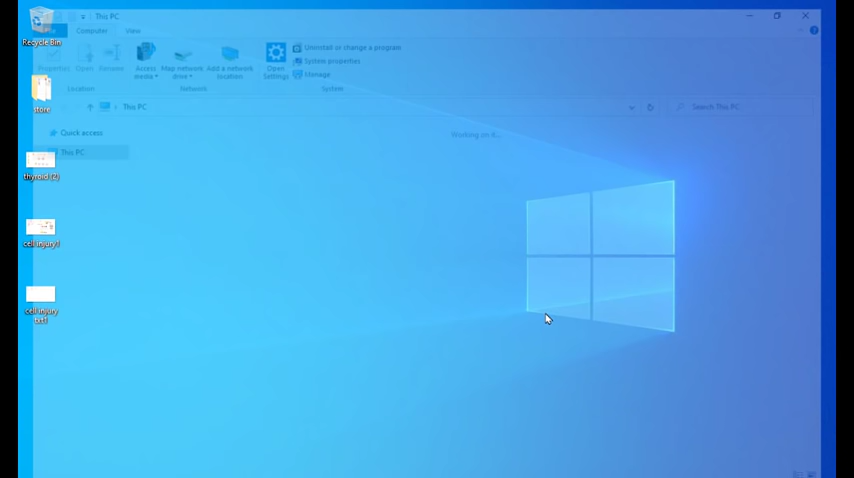 This PC
Computer View
Recycle Bin
Properties Open Rename Access media Map network drive Add a network location Open Settings Uninstall or change a program
System properties
Manage
Location Network System
This PC Search This PC
store
Quick access
Working on it...
This PC
thyroid (2)
cell injury1
cell injury
txt1